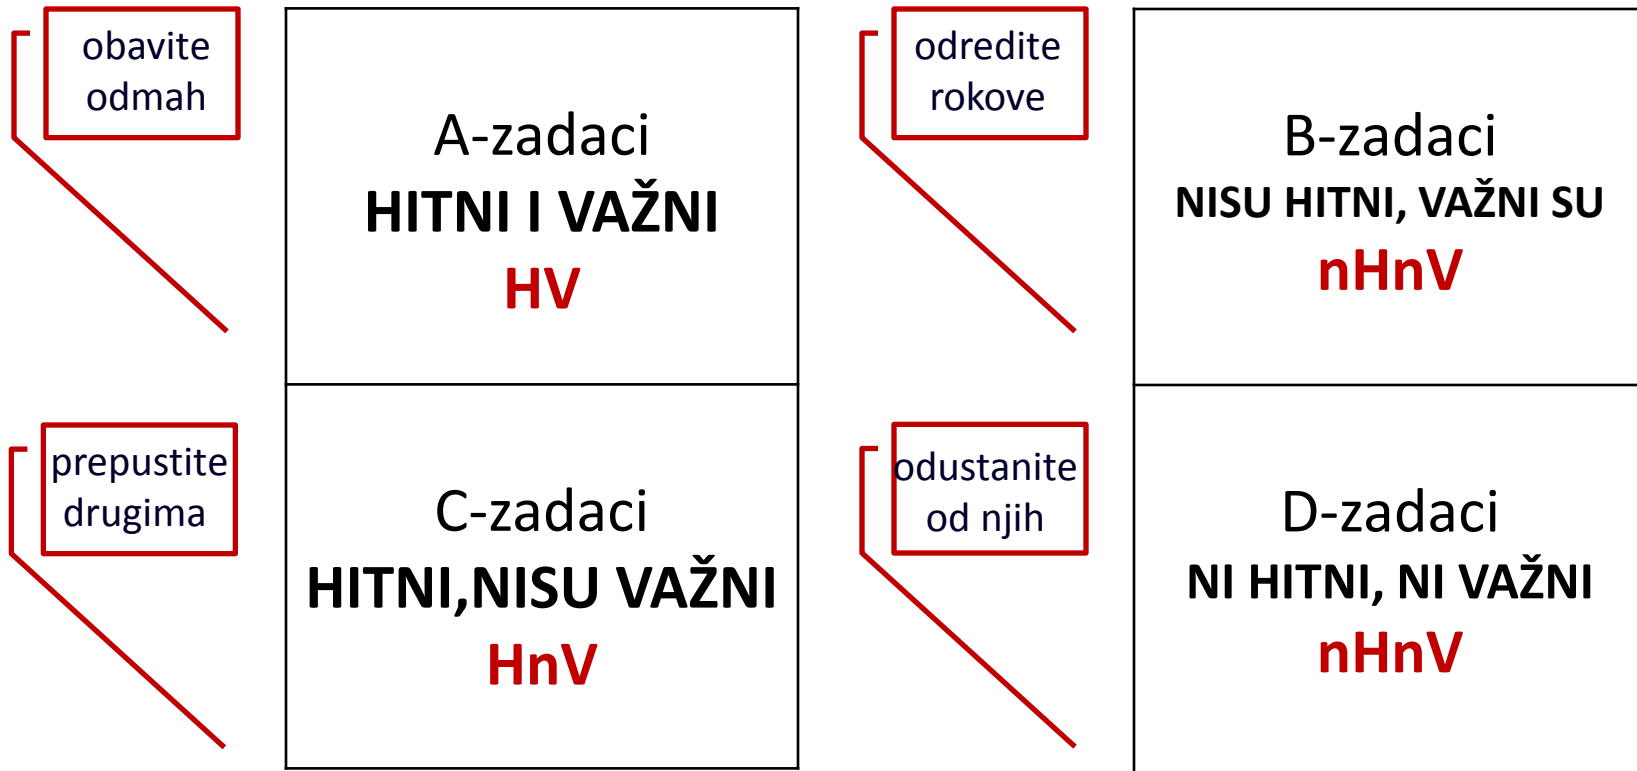 obavite
odmah
A-zadaci
HITNI I VAŽNI
HV
odredite
rokove
B-zadaci
NISU HITNI, VAŽNI SU
nHnV
prepustite
drugima
C-zadaci
HITNI,NISU VAŽNI
HnV
odustanite
od njih
D-zadaci
NI HITNI, NI VAŽNI
nHnV